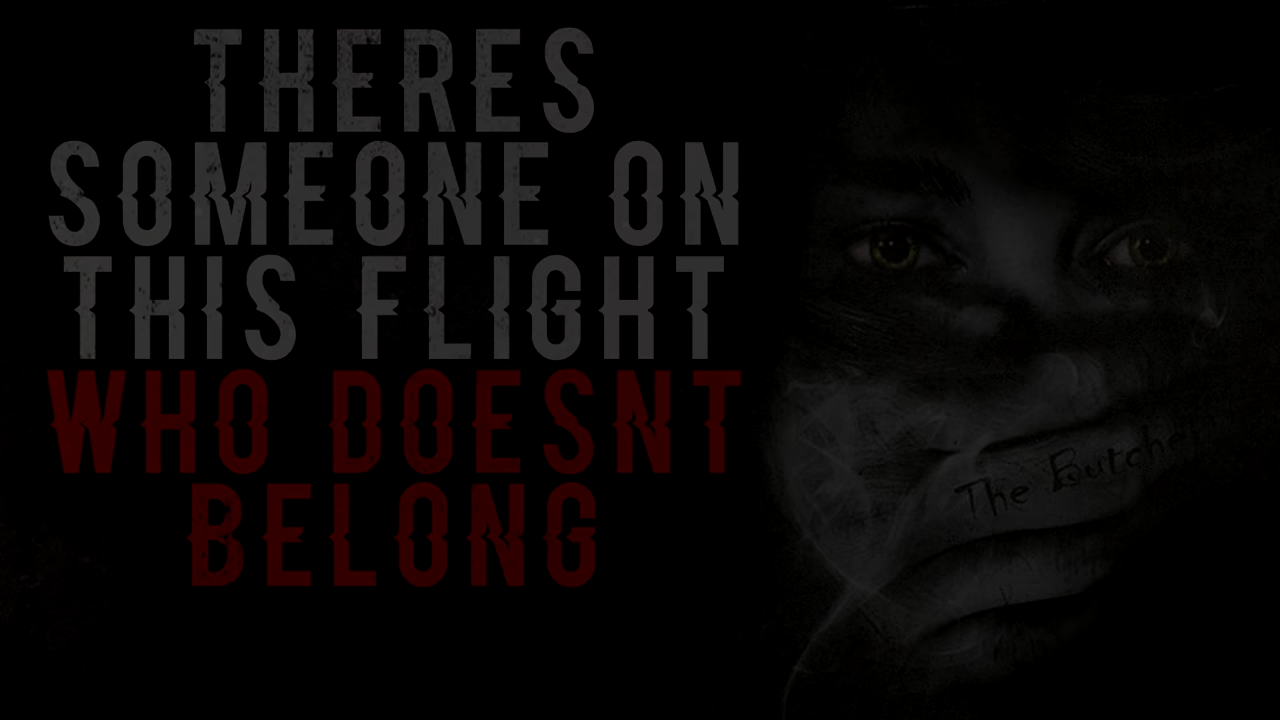 THERES
SOMEONE ON
THIS FLIGHT
WHO DOESNT
BELONG
The Butcher